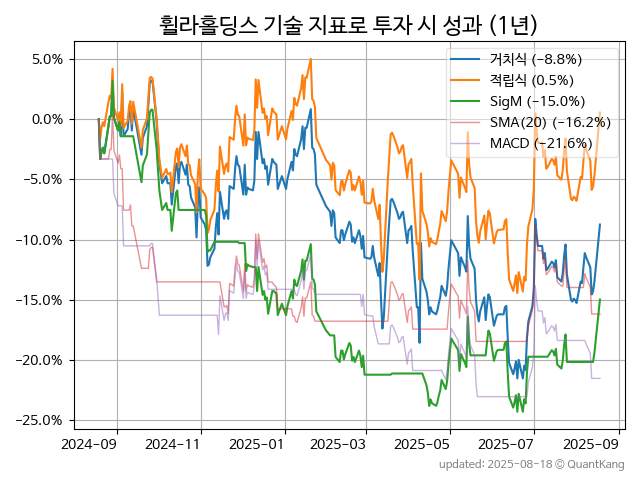 휠라홀딩스 기술 지표로 투자 시 성과 (1년)
5.0%
0.0%
−5.0%
−10.0%
−15.0%
−20.0%
−25.0%
거치식 (−8.8%)
적립식 (0.5%)
SigM (−15.0%)
SMA(20) (−16.2%)
MACD (−21.6%)
2024-09 2024-11 2025-01 2025-03 2025-05 2025-07 2025-09
updated: 2025-08-18 ⓒ QuantKang